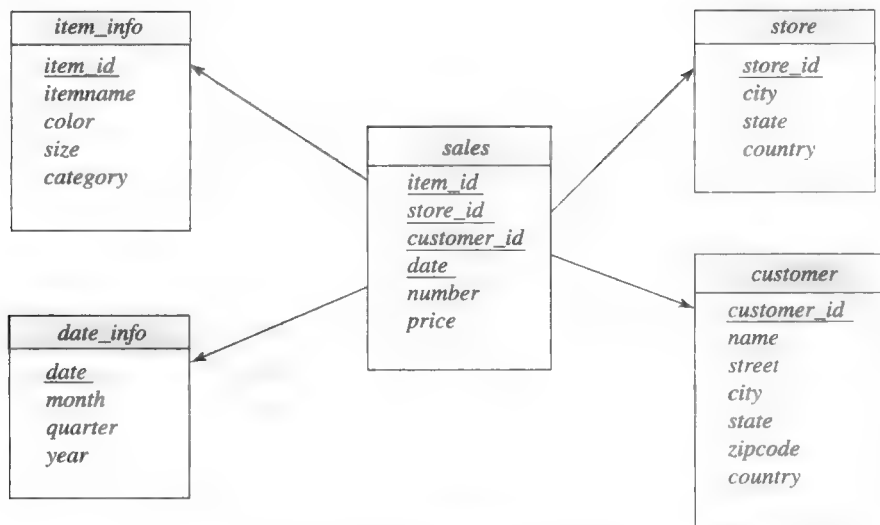 item_info
item_id
itemname
color
size
category
store
store_id
city
state
country
sales
item_id
store_id
customer_id
date
number
price
date_info
date
month
quarter
year
customer
customer_id
name
street
city
state
zipcode
country